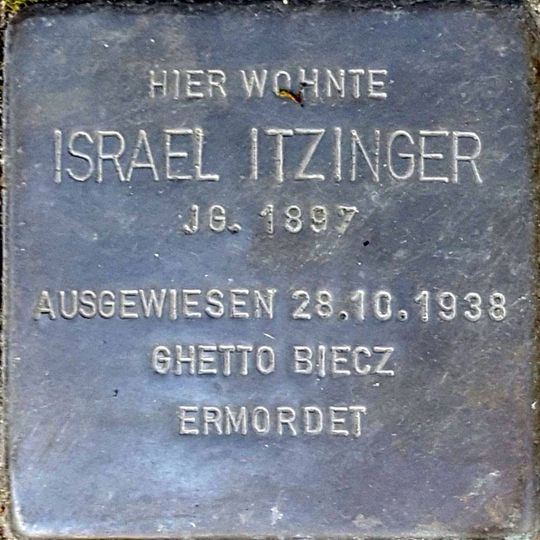 HIER WOHNTE
ISRAEL ITZINGER
JG. 1897
AUSGEWIESEN 28.10.1938
GHETTO BIECZ
ERMORDET